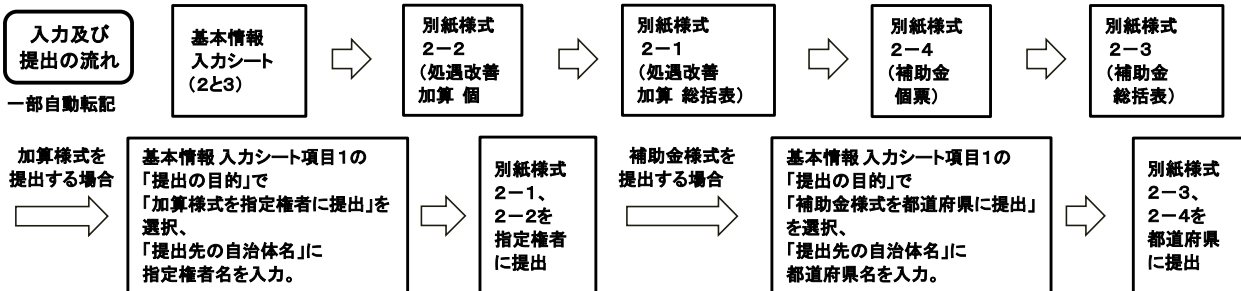 入力及び
提出の流れ
一部自動転記
基本情報
入力シート
(2と3)
別紙様式
2-2
(処遇改善
加算 個
別紙様式
2-1
(処遇改善
加算 総括表)
別紙様式
2-4
(補助金
個票)
別紙様式
2-3
(補助金
総括表)
加算様式を
提出する場合
基本情報 入力シート項目1の
「提出の目的」で
「加算様式を指定権者に提出」を
選択、
「提出先の自治体名」に
指定権者名を入力。
別紙様式
2-1、
2-2を
指定権者
に提出
補助金様式を
提出する場合
基本情報 入力シート項目1の
「提出の目的」で
「補助金様式を都道府県に提出」
を選択、
「提出先の自治体名」に
都道府県名を入力。
別紙様式
2-3、
2-4を
都道府県
に提出